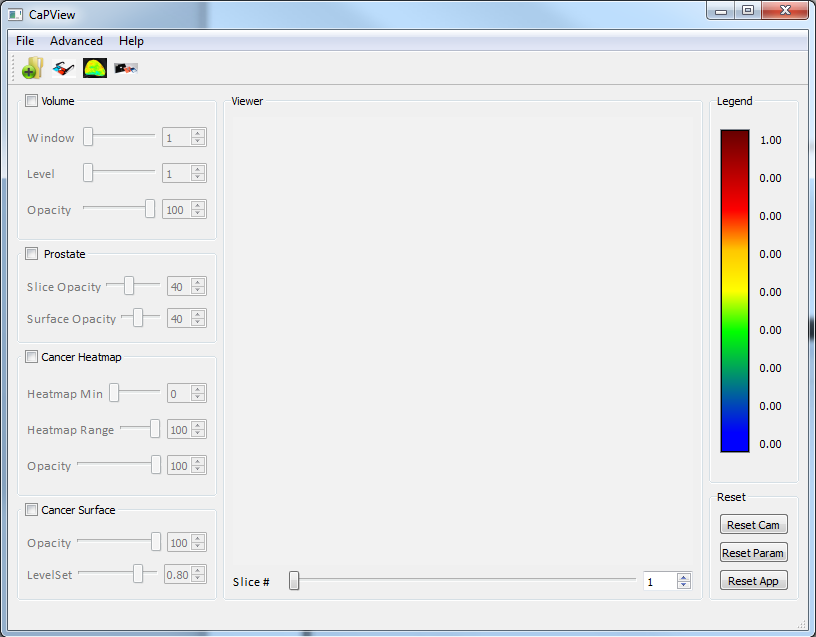 CaPView
File Advanced Help
Volume
Window 1
Level 1
Opacity 100
Prostate
Slice Opacity 40
Surface Opacity 40
Cancer Heatmap
Heatmap Min 0
Heatmap Range 100
Opacity 100
Cancer Surface
Opacity 100
LevelSet 0.80
Viewer
Slice # 1
Legend
1.00
0.00
0.00
0.00
0.00
0.00
0.00
0.00
0.00
Reset
Reset Cam
Reset Param
Reset App